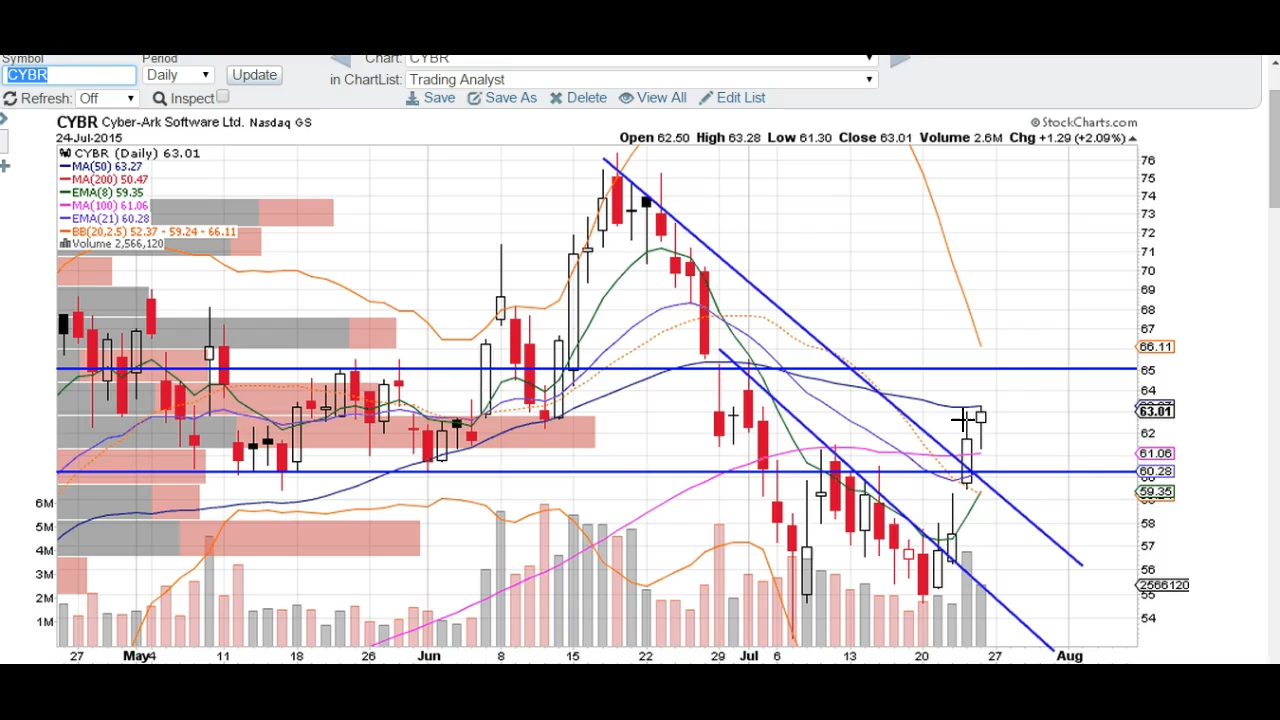 Symbol Period Chart: CYBR
CYBR Daily Update in ChartList: Trading Analyst
Refresh: Off Inspect Save Save As Delete View All Edit List
CYBR Cyber-Ark Software Ltd. Nasdaq GS © StockCharts.com
24-Jul-2015 Open 62.50 High 63.28 Low 61.30 Close 63.01 Volume 2.6M Chg +1.29 (+2.09%)
CYBR (Daily) 63.01
MA(50) 63.27
MA(200) 50.47
EMA(8) 59.35
MA(100) 61.06
EMA(21) 60.28
BB(20,2.5) 52.37 - 59.24 - 66.11
Volume 2,566,120
76
75
74
73
72
71
70
69
68
67
66.11
65
64
63.01
62
61.06
60.28
59.35
58
57
56
2566120
55
54
6M
5M
4M
3M
2M
1M
27 May 4 11 18 26 Jun 8 15 22 29 Jul 6 13 20 27 Aug